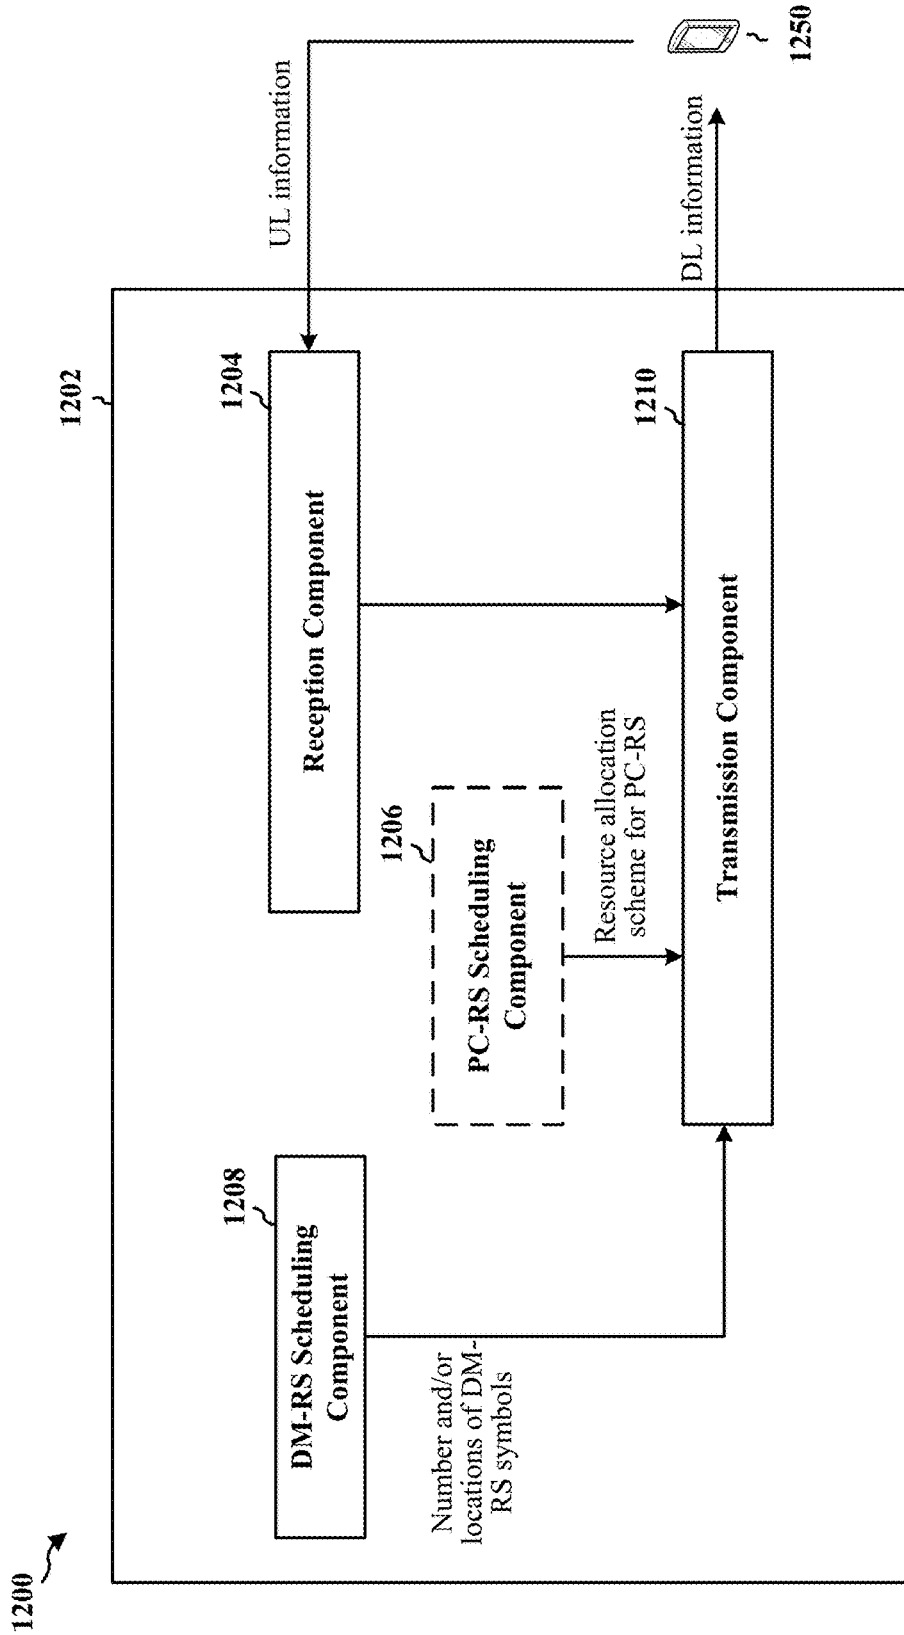 1200
1202
DM-RS Scheduling
Component
1208
Number and/or
locations of DM-
RS symbols
PC-RS Scheduling
Component
1206
Resource allocation
scheme for PC-RS
Reception Component
1204
Transmission Component
1210
UL information
DL information
1250